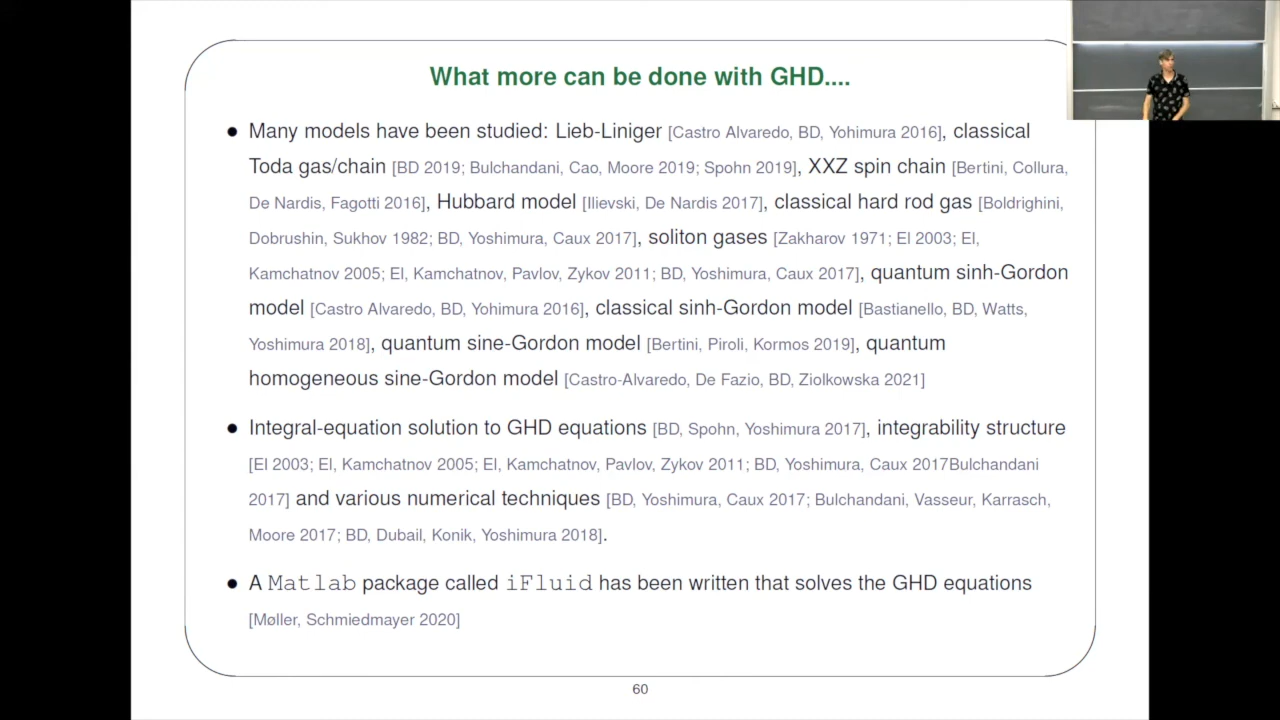 What more can be done with GHD....
● Many models have been studied: Lieb-Liniger [Castro Alvaredo, BD, Yohimura 2016], classical
Toda gas/chain [BD 2019; Bulchandani, Cao, Moore 2019; Spohn 2019], XXZ spin chain [Bertini, Collura,
De Nardis, Fagotti 2016], Hubbard model [Ilievski, De Nardis 2017], classical hard rod gas [Boldrighini,
Dobrushin, Sukhov 1982; BD, Yoshimura, Caux 2017], soliton gases [Zakharov 1971; El 2003; El,
Kamchatnov 2005; El, Kamchatnov, Pavlov, Zykov 2011; BD, Yoshimura, Caux 2017], quantum sinh-Gordon
model [Castro Alvaredo, BD, Yohimura 2016], classical sinh-Gordon model [Bastianello, BD, Watts,
Yoshimura 2018], quantum sine-Gordon model [Bertini, Piroli, Kormos 2019], quantum
homogeneous sine-Gordon model [Castro-Alvaredo, De Fazio, BD, Ziolkowska 2021]
● Integral-equation solution to GHD equations [BD, Spohn, Yoshimura 2017], integrability structure
[El 2003; El, Kamchatnov 2005; El, Kamchatnov, Pavlov, Zykov 2011; BD, Yoshimura, Caux 2017Bulchandani
2017] and various numerical techniques [BD, Yoshimura, Caux 2017; Bulchandani, Vasseur, Karrasch,
Moore 2017; BD, Dubail, Konik, Yoshimura 2018].
● A Matlab package called iFluid has been written that solves the GHD equations
[Møller, Schmiedmayer 2020]
60